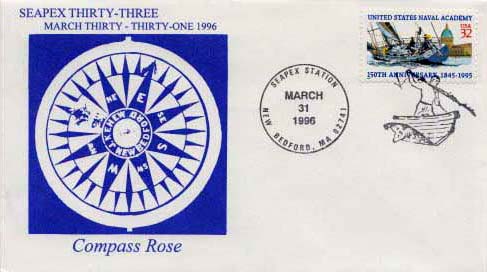 SEAPEX THIRTY-THREE
MARCH THIRTY - THIRTY-ONE 1996
UNITED STATES NAVAL ACADEMY
USA
32
150TH ANNIVERSARY, 1845-1995
SEAPEX STATION
MARCH
31
1996
NEW BEDFORD, MA 02741
NE
E
SE
S
SW
NEW BEDFORD
Compass Rose